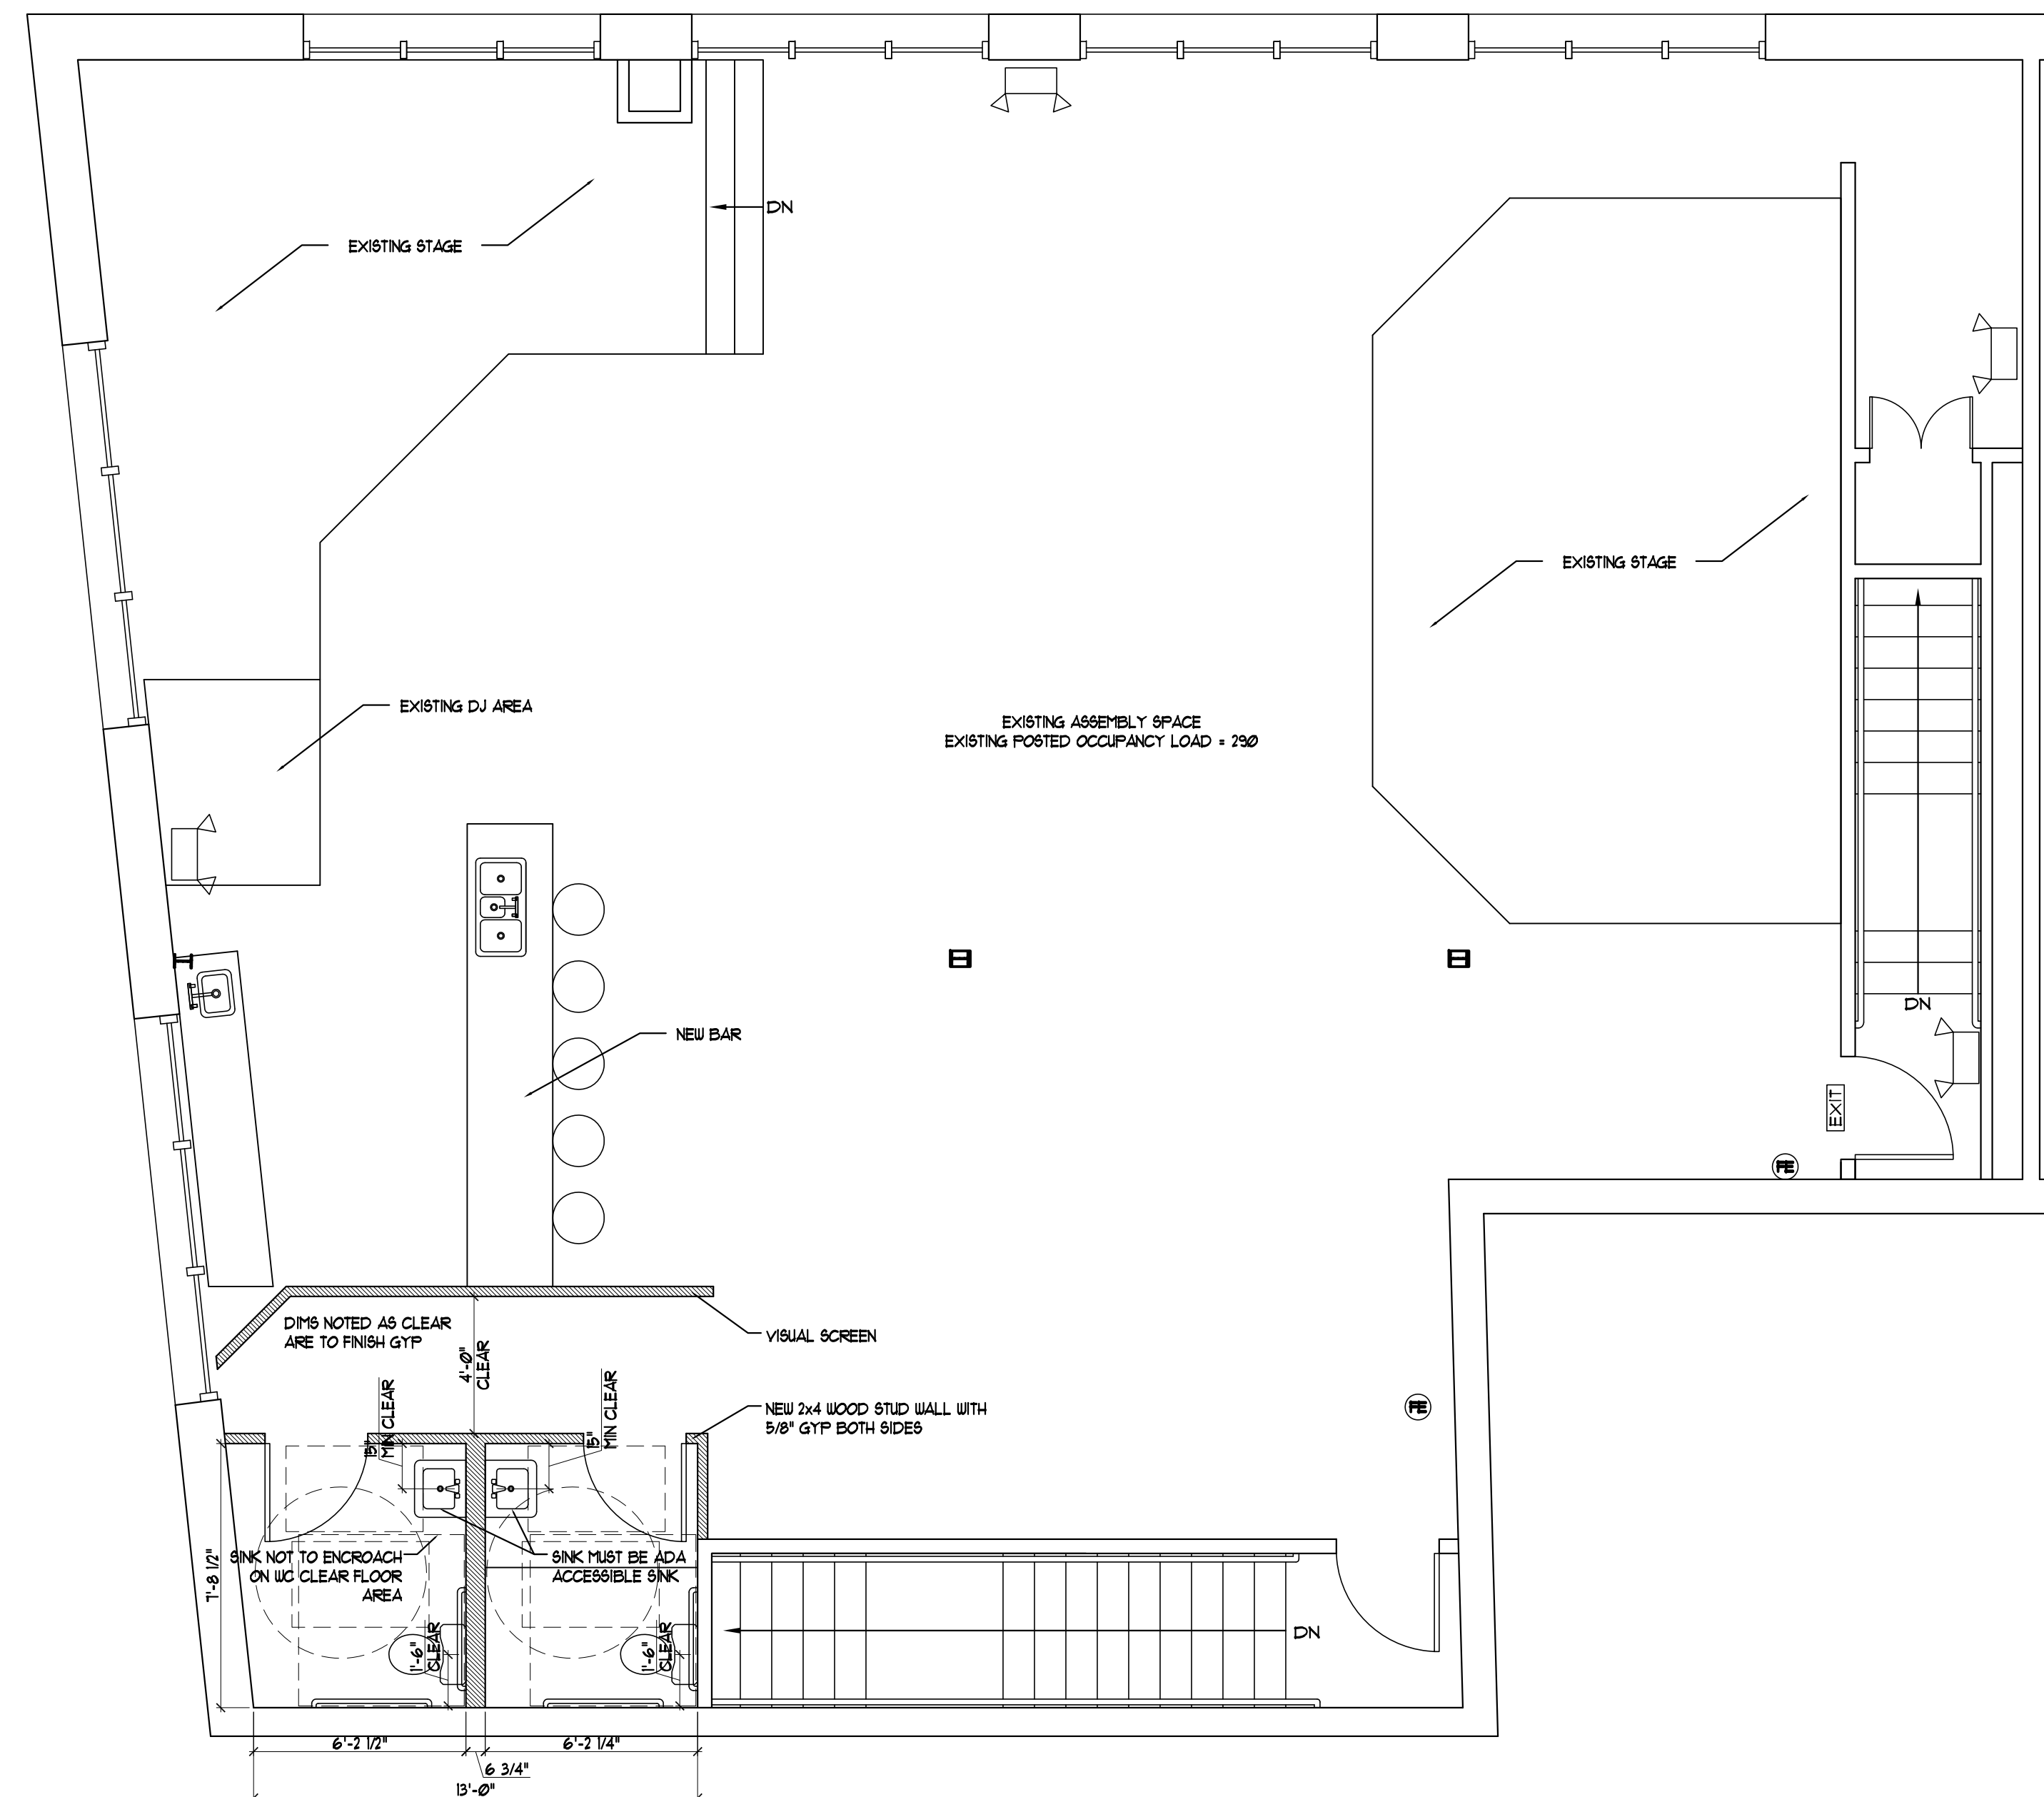 DN
EXISTING STAGE
EXISTING STAGE
EXISTING DJ AREA
EXISTING ASSEMBLY SPACE
EXISTING POSTED OCCUPANCY LOAD = 290
DN
NEW BAR
EXIT
FE
DIMS NOTED AS CLEAR
ARE TO FINISH GYP
VISUAL SCREEN
4'-0"
CLEAR
15"
MIN CLEAR
15"
MIN CLEAR
NEW 2x4 WOOD STUD WALL WITH
5/8" GYP BOTH SIDES
FE
7'-8 1/2"
SINK NOT TO ENCROACH
ON WC CLEAR FLOOR
AREA
SINK MUST BE ADA
ACCESSIBLE SINK
1'-6"
CLEAR
1'-6"
CLEAR
DN
6'-2 1/2"
6'-2 1/4"
6 3/4"
13'-0"